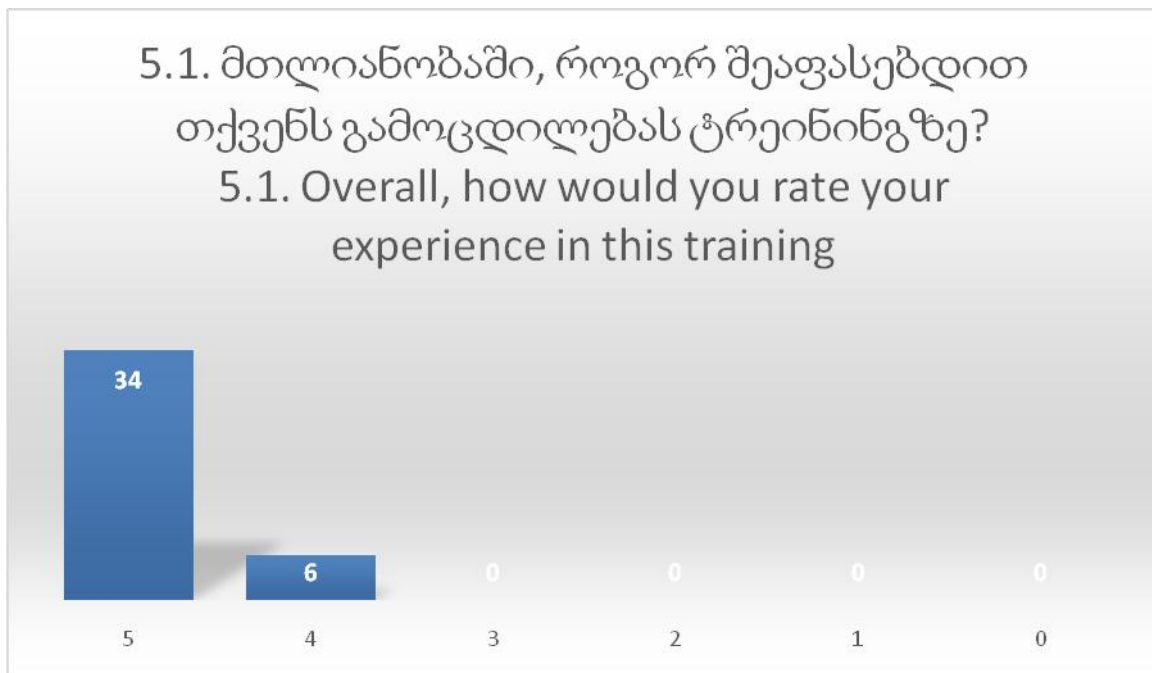 5.1. მთლიანობაში, როგორ შეაფასებდით
თქვენს გამოცდილებას ტრეინინგზე?
5.1. Overall, how would you rate your
experience in this training
34
6 0 0 0 0
5 4 3 2 1 0